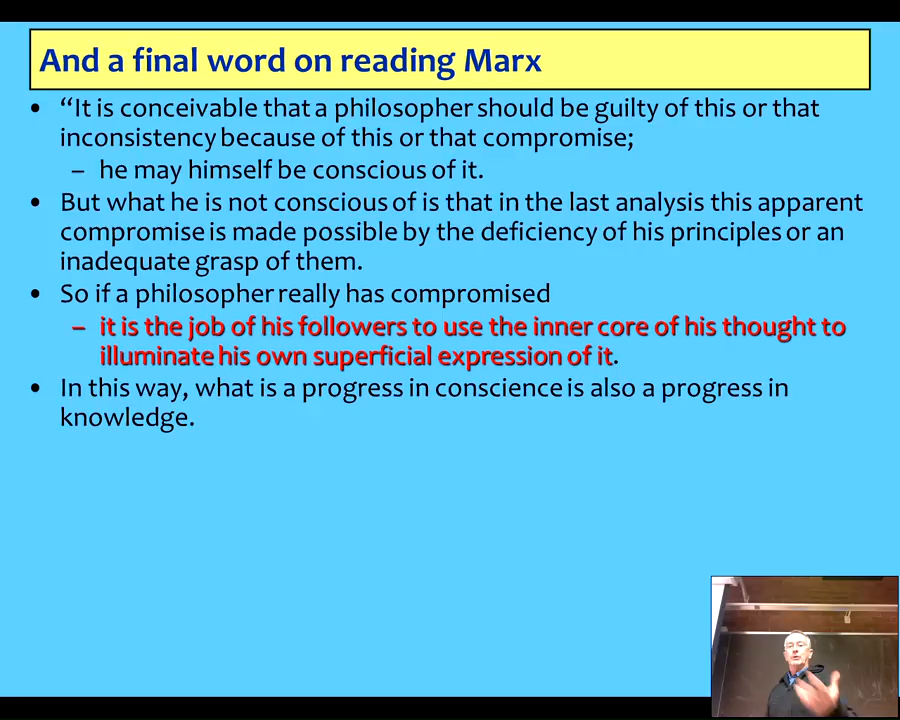 And a final word on reading Marx
• “It is conceivable that a philosopher should be guilty of this or that
inconsistency because of this or that compromise;
– he may himself be conscious of it.
• But what he is not conscious of is that in the last analysis this apparent
compromise is made possible by the deficiency of his principles or an
inadequate grasp of them.
• So if a philosopher really has compromised
– it is the job of his followers to use the inner core of his thought to
illuminate his own superficial expression of it.
• In this way, what is a progress in conscience is also a progress in
knowledge.